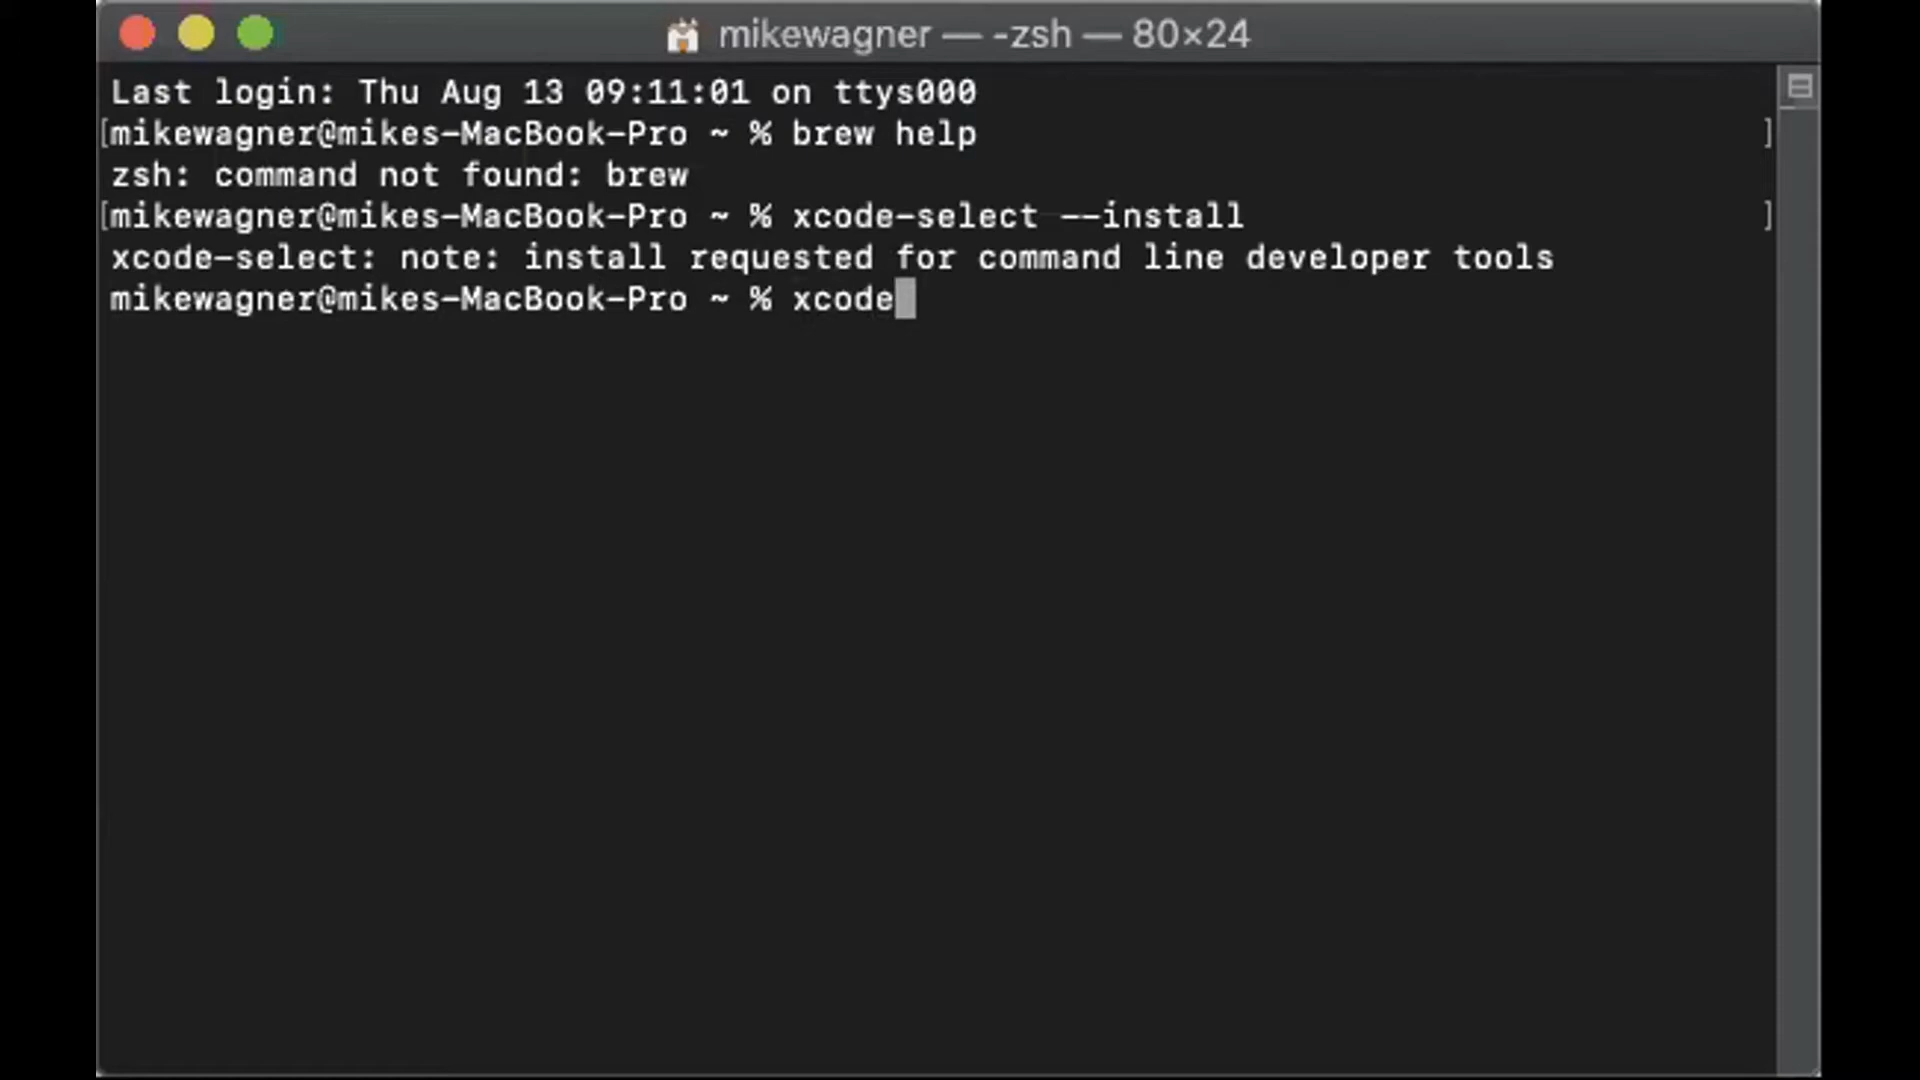 mikewagner — -zsh — 80×24
Last login: Thu Aug 13 09:11:01 on ttys000
[mikewagner@mikes-MacBook-Pro ~ % brew help ]
zsh: command not found: brew
[mikewagner@mikes-MacBook-Pro ~ % xcode-select --install ]
xcode-select: note: install requested for command line developer tools
mikewagner@mikes-MacBook-Pro ~ % xcode